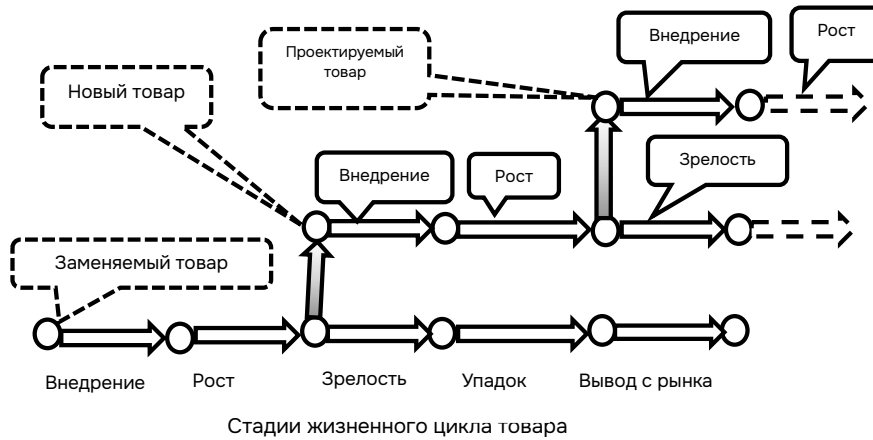 Внедрение
Рост
Проектируемый
товар
Новый товар
Зрелость
Внедрение
Рост
Заменяемый товар
Внедрение
Рост
Зрелость
Упадок
Вывод с рынка
Стадии жизненного цикла товара